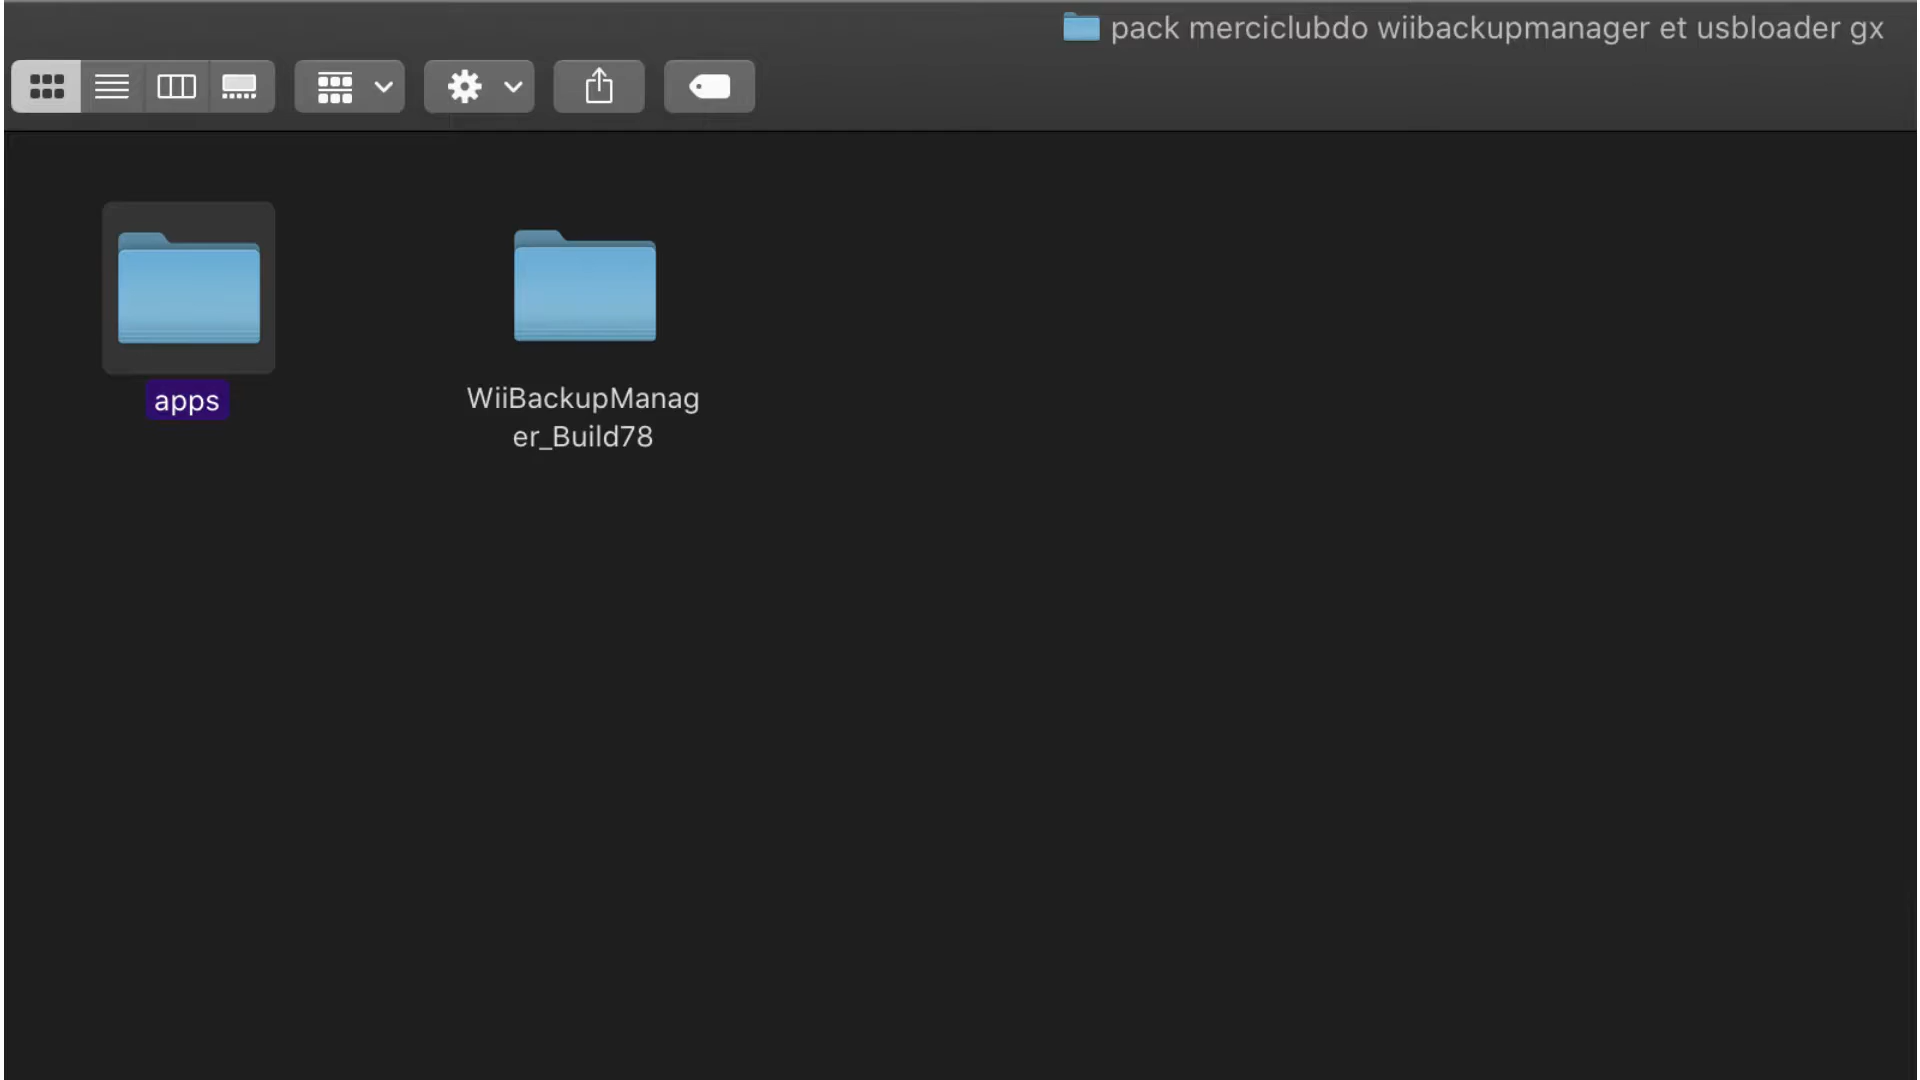 pack merciclubdo wiibackupmanager et usbloader gx
apps
WiiBackupManag
er_Build78